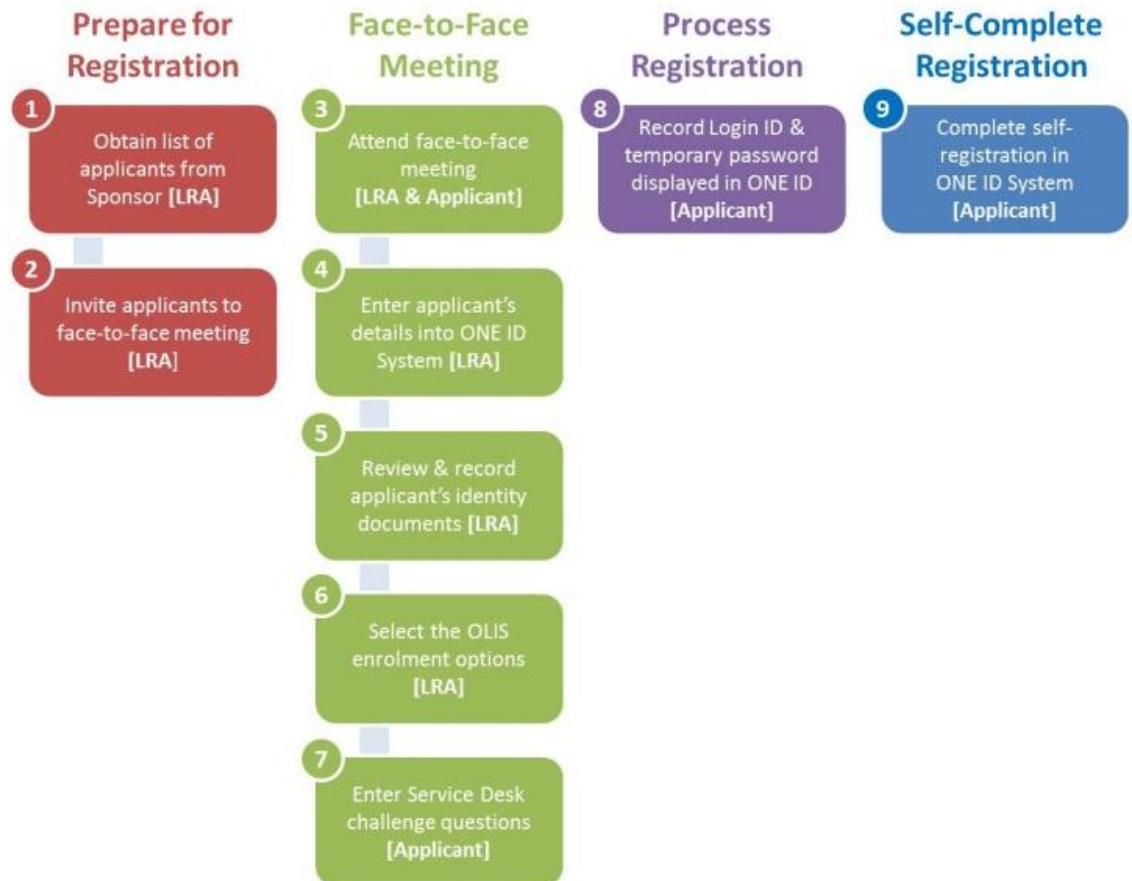 Prepare for
Registration
1
Obtain list of
applicants from
Sponsor [LRA]
2
Invite applicants to
face-to-face meeting
[LRA]
Face-to-Face
Meeting
3
Attend face-to-face
meeting
[LRA & Applicant]
4
Enter applicant’s
details into ONE ID
System [LRA]
5
Review & record
applicant’s identity
documents [LRA]
6
Select the OLIS
enrolment options
[LRA]
7
Enter Service Desk
challenge questions
[Applicant]
Process
Registration
8
Record Login ID &
temporary password
displayed in ONE ID
[Applicant]
Self-Complete
Registration
9
Complete self-
registration in
ONE ID System
[Applicant]